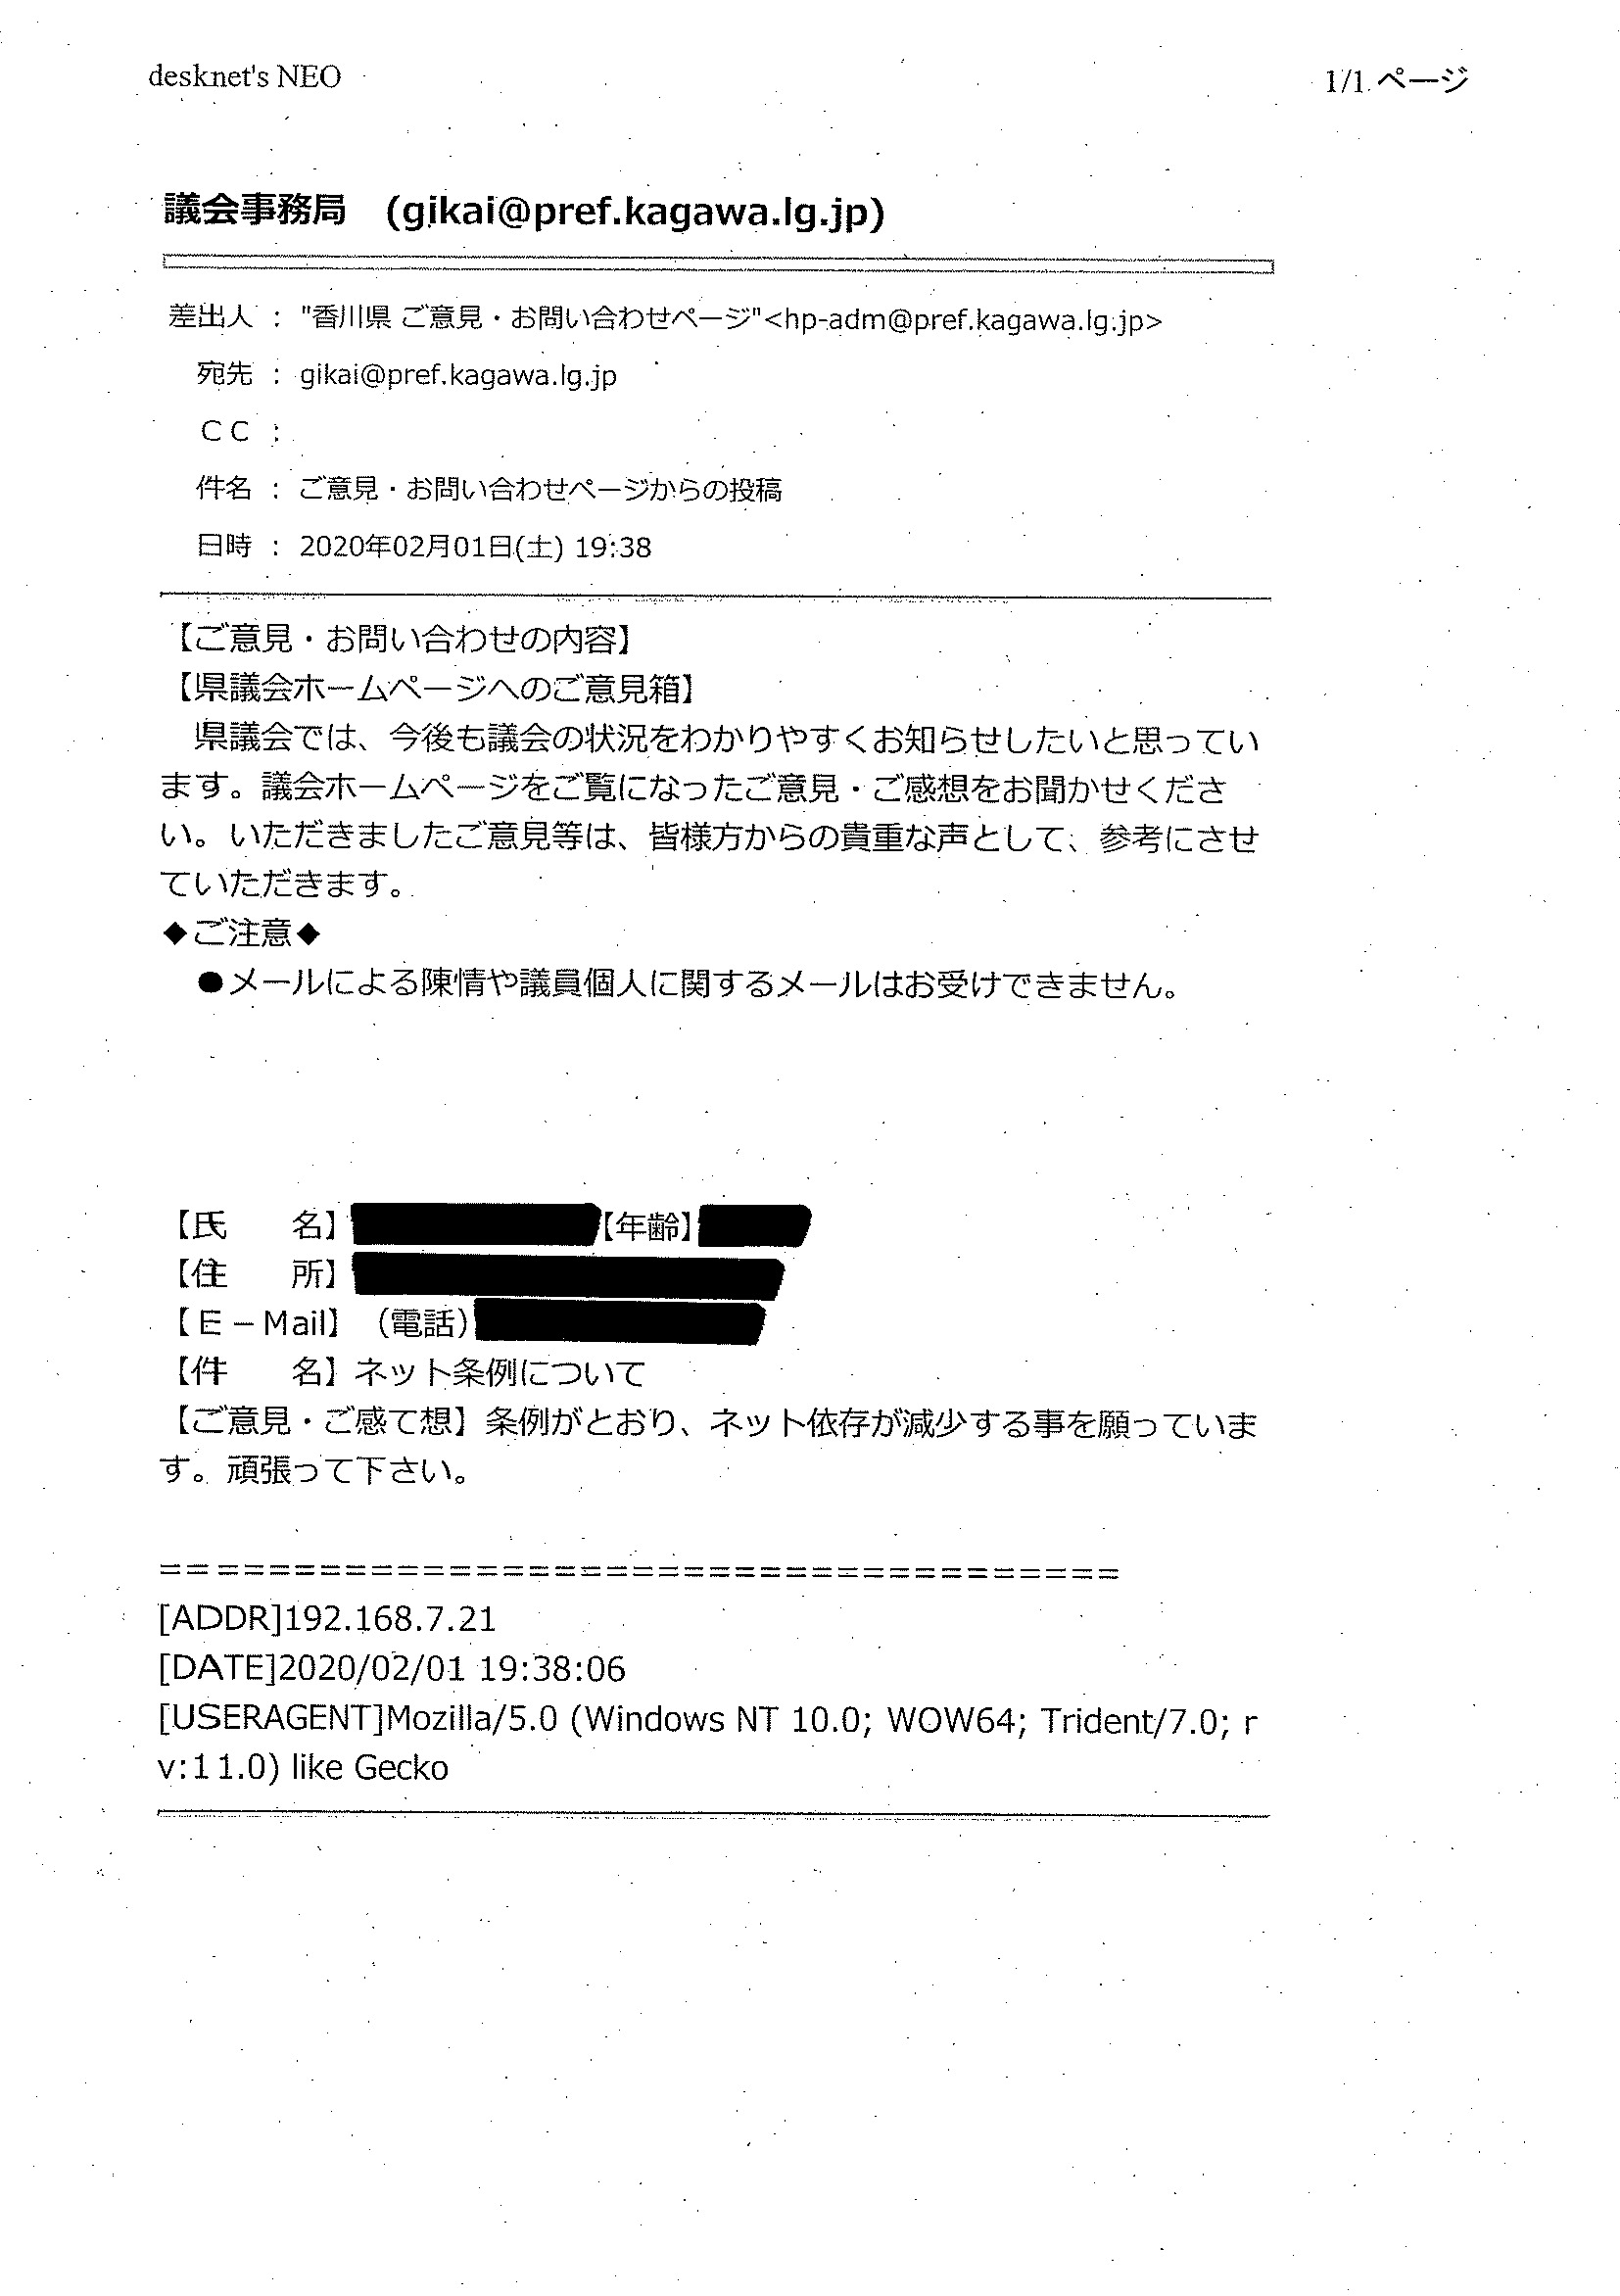 desknet's NEO
1/1 ページ
議会事務局　(gikai@pref.kagawa.lg.jp)
差出人 : "香川県 ご意見・お問い合わせページ"<hp-adm@pref.kagawa.lg.jp>
宛先 : gikai@pref.kagawa.lg.jp
ＣＣ :
件名 : ご意見・お問い合わせページからの投稿
日時 : 2020年02月01日(土) 19:38
【ご意見・お問い合わせの内容】
【県議会ホームページへのご意見箱】
　県議会では、今後も議会の状況をわかりやすくお知らせしたいと思ってい
ます。議会ホームページをご覧になったご意見・ご感想をお聞かせくださ
い。いただきましたご意見等は、皆様方からの貴重な声として、参考にさせ
ていただきます。
◆ご注意◆
　●メールによる陳情や議員個人に関するメールはお受けできません。
【氏　　名】【年齢】
【住　　所】
【Ｅ－Mail】（電話）
【件　　名】ネット条例について
【ご意見・ご感て想】条例がとおり、ネット依存が減少する事を願っていま
す。頑張って下さい。
=====================================
[ADDR]192.168.7.21
[DATE]2020/02/01 19:38:06
[USERAGENT]Mozilla/5.0 (Windows NT 10.0; WOW64; Trident/7.0; r
v:11.0) like Gecko